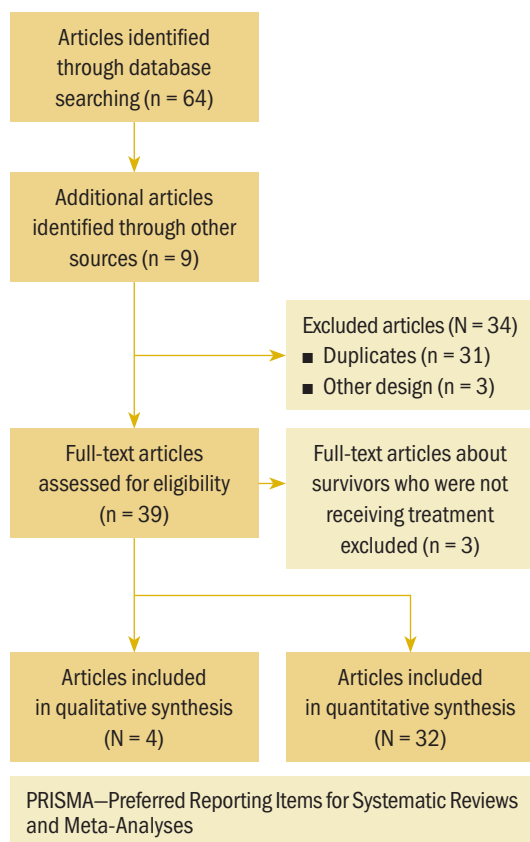 Articles identified
through database
searching (n = 64)
Additional articles
identified through other
sources (n = 9)
Excluded articles (N = 34)
■ Duplicates (n = 31)
■ Other design (n = 3)
Full-text articles
assessed for eligibility
(n = 39)
Full-text articles about
survivors who were not
receiving treatment
excluded (n = 3)
Articles included
in qualitative synthesis
(N = 4)
Articles included
in quantitative synthesis
(N = 32)
PRISMA—Preferred Reporting Items for Systematic Reviews
and Meta-Analyses